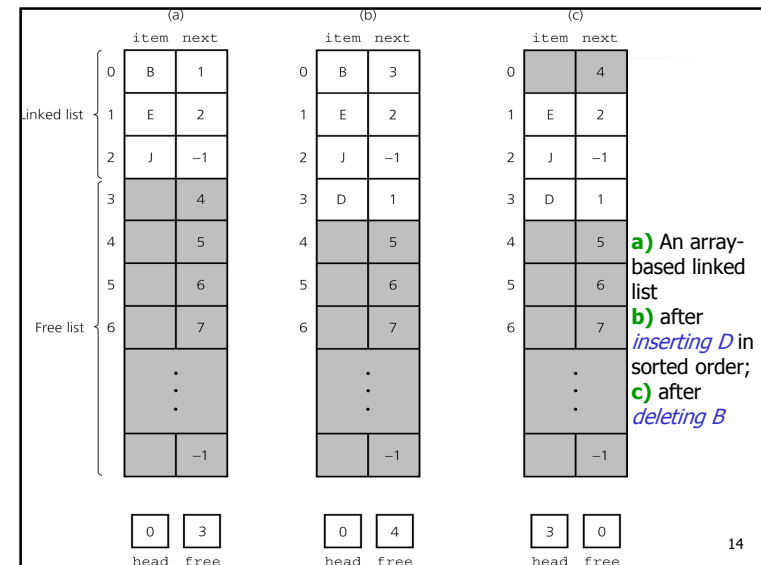 (a) (b) (c)
item next item next item next
0 B 1 0 B 3 0 4
Linked list 1 E 2 1 E 2 1 E 2
2 J –1 2 J –1 2 J –1
3 4 3 D 1 3 D 1
4 5 4 5 4 5
5 6 5 6 5 6
Free list 6 7 6 7 6 7
–1 –1 –1
0 3 0 4 3 0
head free head free head free
a) An array-
based linked
list
b) after
inserting D in
sorted order;
c) after
deleting B
14